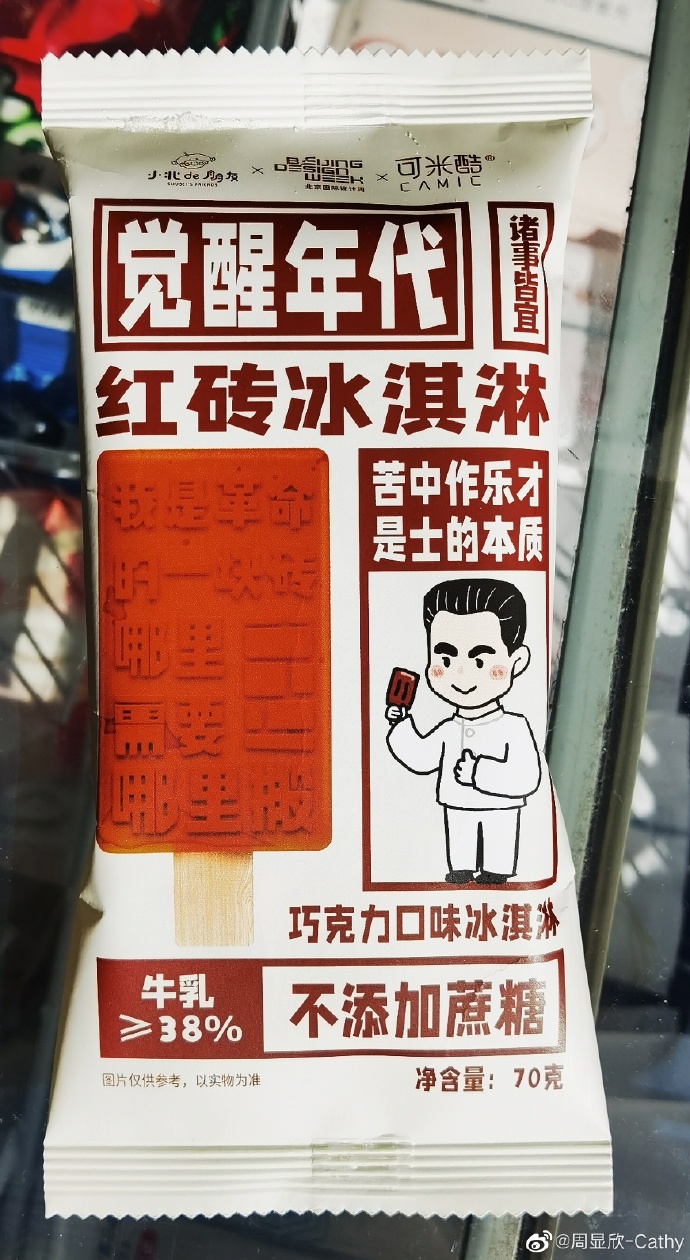 小北de朋友 × BEIJING DESIGN WEEK × 可米酷®
北京国际设计周 CAMIC
觉醒年代
诸事皆宜
红砖冰淇淋
我是革命
的一块砖
哪里
需要
哪里搬
苦中作乐才
是士的本质
巧克力口味冰淇淋
牛乳
≥38%
不添加蔗糖
图片仅供参考，以实物为准
净含量：70克
@周显欣-Cathy